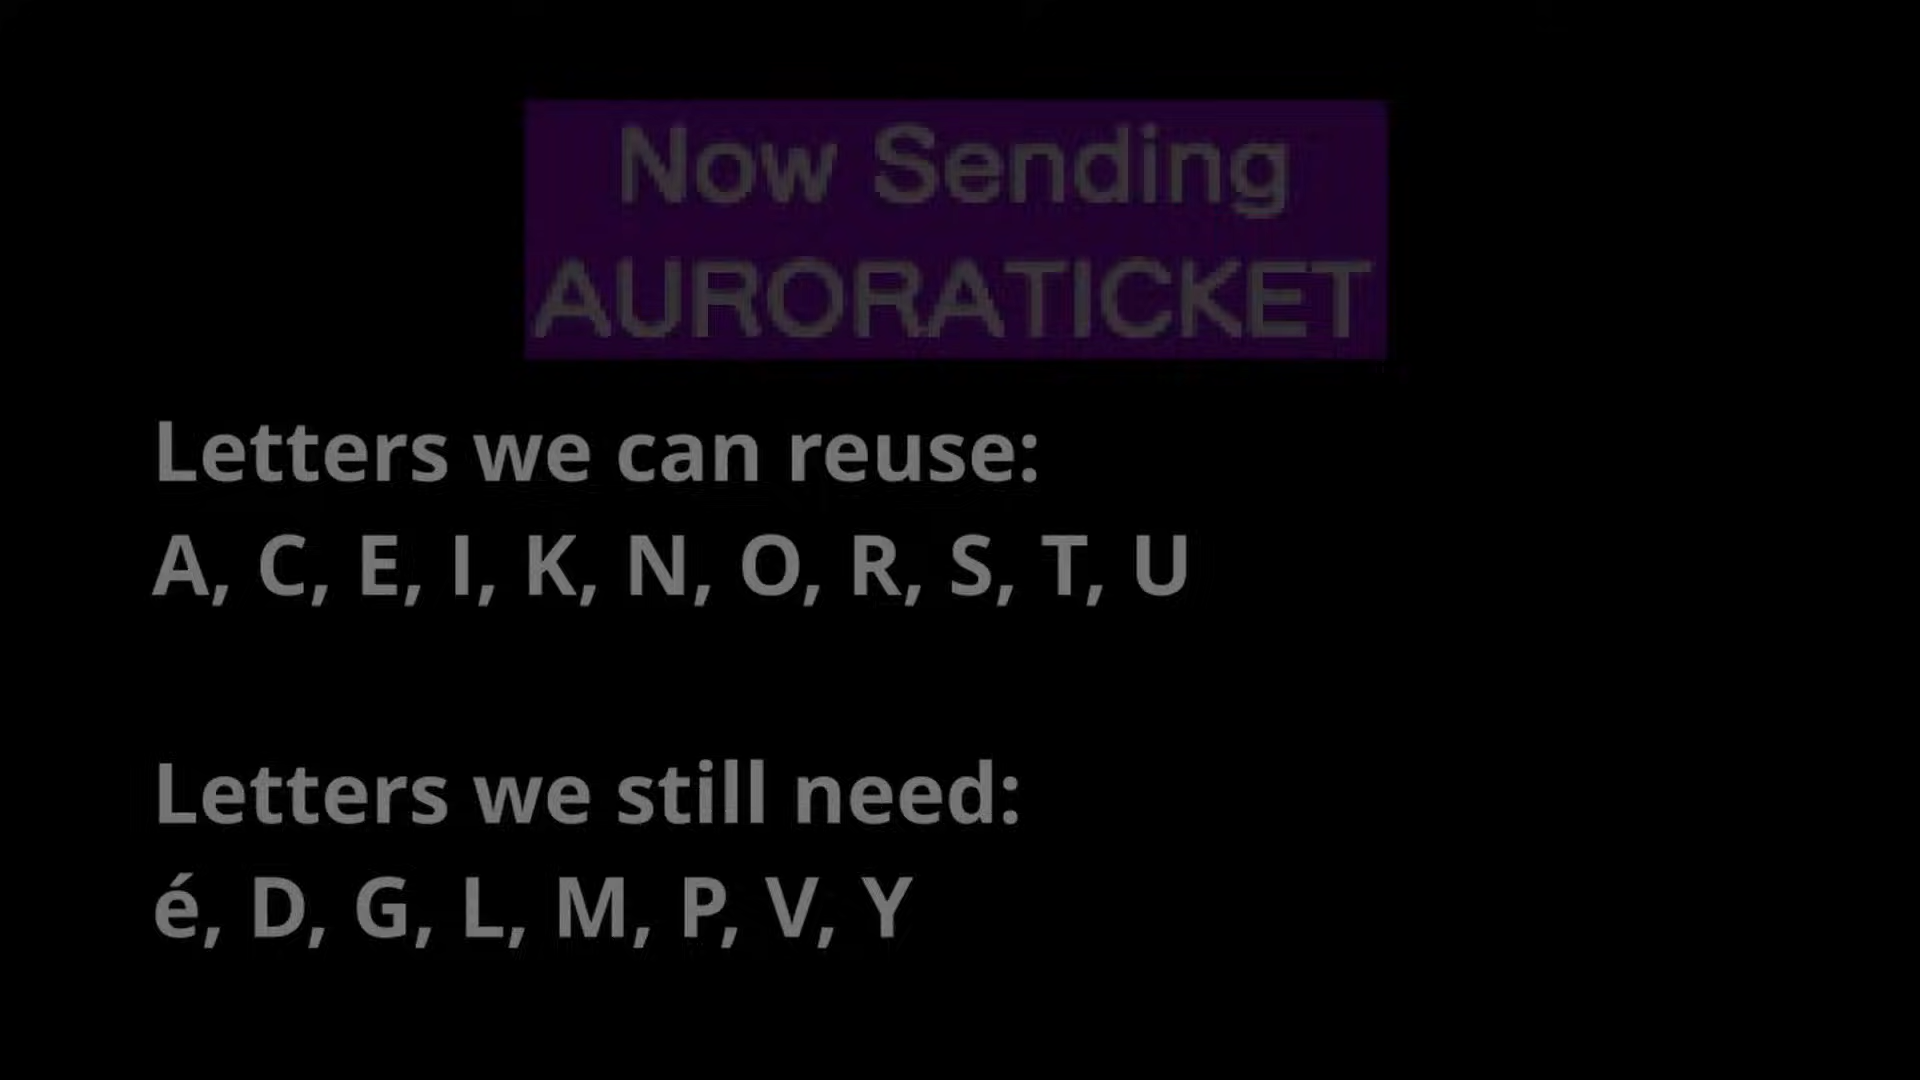 Now Sending
AURORATICKET
Letters we can reuse:
A, C, E, I, K, N, O, R, S, T, U
Letters we still need:
é, D, G, L, M, P, V, Y